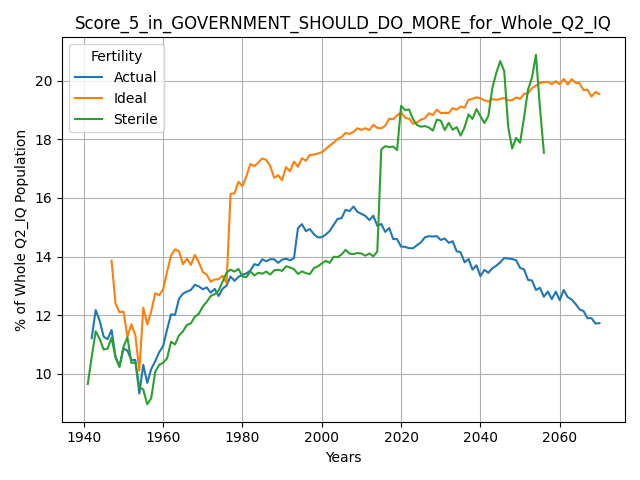 Score_5_in_GOVERNMENT_SHOULD_DO_MORE_for_Whole_Q2_IQ
Fertility
Actual
Ideal
Sterile
% of Whole Q2_IQ Population
20
18
16
14
12
10
1940
1960
1980
2000
2020
2040
2060
Years